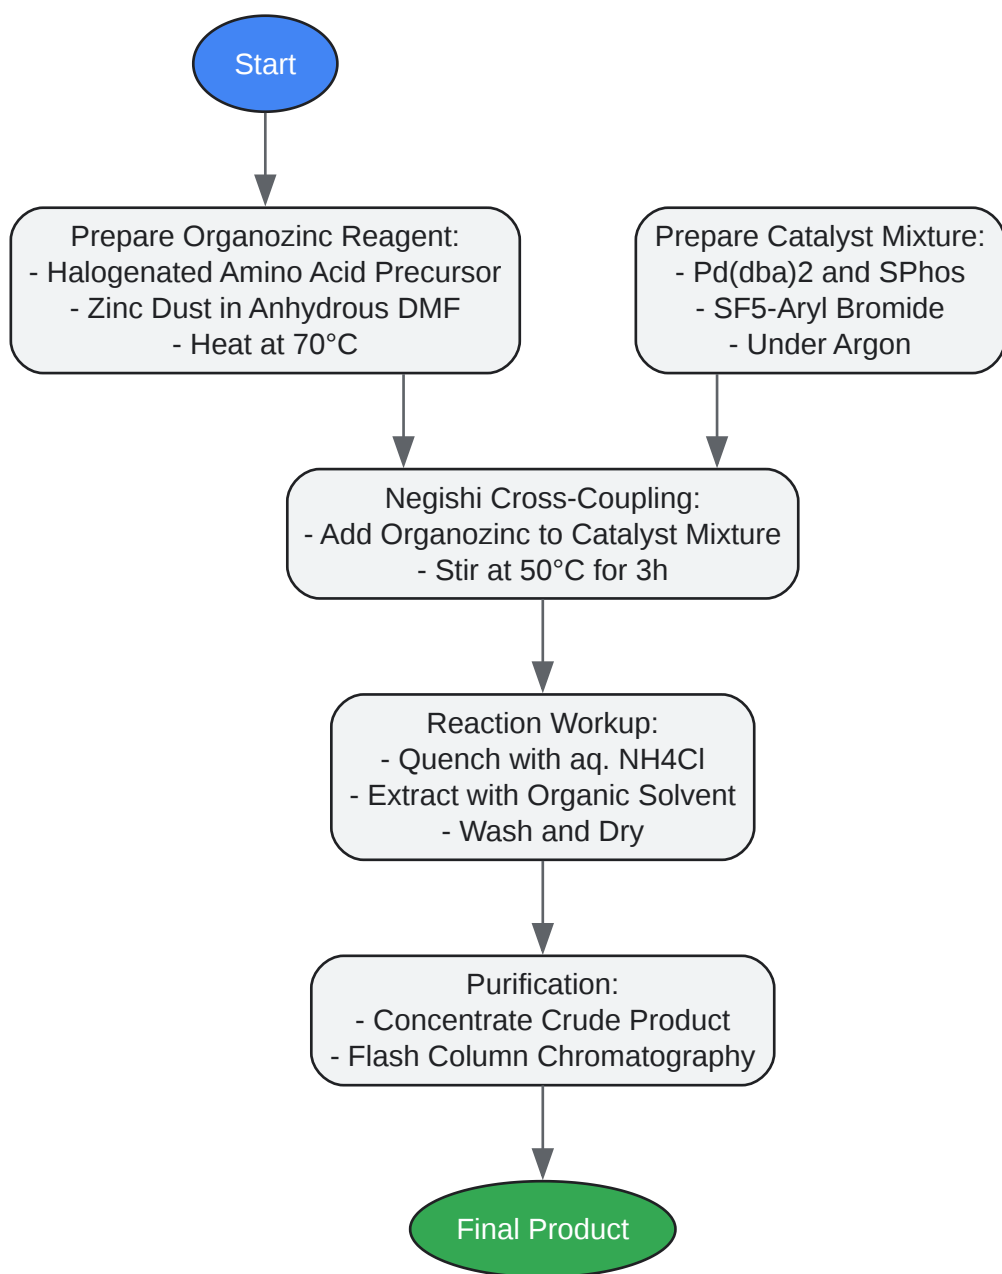 Start
Prepare Organozinc Reagent:
- Halogenated Amino Acid Precursor
- Zinc Dust in Anhydrous DMF
- Heat at 70°C
Prepare Catalyst Mixture:
- Pd(dba)2 and SPhos
- SF5-Aryl Bromide
- Under Argon
Negishi Cross-Coupling:
- Add Organozinc to Catalyst Mixture
- Stir at 50°C for 3h
Reaction Workup:
- Quench with aq. NH4Cl
- Extract with Organic Solvent
- Wash and Dry
Purification:
- Concentrate Crude Product
- Flash Column Chromatography
Final Product